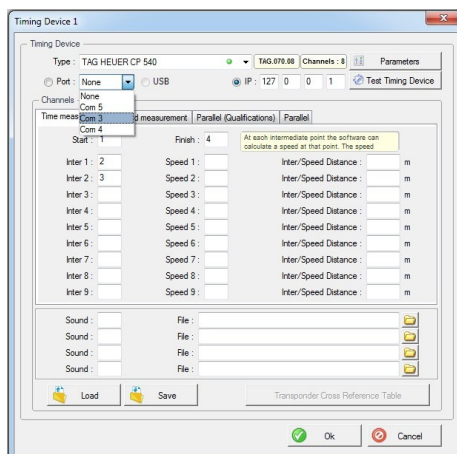 Timing Device 1
Timing Device
Type : TAG HEUER CP 540 TAG.070.08 Channels : 8 Parameters
Port : None USB IP : 127 0 0 1 Test Timing Device
None
Com 5
Com 3
Com 4
Channels
Time meas d measurement Parallel (Qualifications) Parallel
Start : 1 Finish : 4 At each intermediate point the software can
calculate a speed at that point. The speed
Inter 1 : 2 Speed 1 : Inter/Speed Distance : m
Inter 2 : 3 Speed 2 : Inter/Speed Distance : m
Inter 3 : Speed 3 : Inter/Speed Distance : m
Inter 4 : Speed 4 : Inter/Speed Distance : m
Inter 5 : Speed 5 : Inter/Speed Distance : m
Inter 6 : Speed 6 : Inter/Speed Distance : m
Inter 7 : Speed 7 : Inter/Speed Distance : m
Inter 8 : Speed 8 : Inter/Speed Distance : m
Inter 9 : Speed 9 : Inter/Speed Distance : m
Sound : File :
Sound : File :
Sound : File :
Sound : File :
Load Save Transponder Cross Reference Table
Ok Cancel